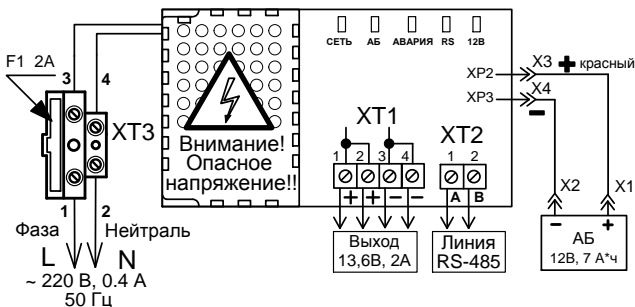 СЕТЬ АБ АВАРИЯ RS 12В
F1 2А
3 4
XT3
Внимание!
Опасное
напряжение!!
XP2 X3 + красный
XP3 X4
−
XT1
1 2 3 4
+ + − −
XT2
1 2
A B
1 2
Фаза Нейтраль
L N
~ 220 В, 0.4 А
50 Гц
Выход
13,6В, 2А
Линия
RS-485
X2 X1
− +
АБ
12В, 7 А*ч